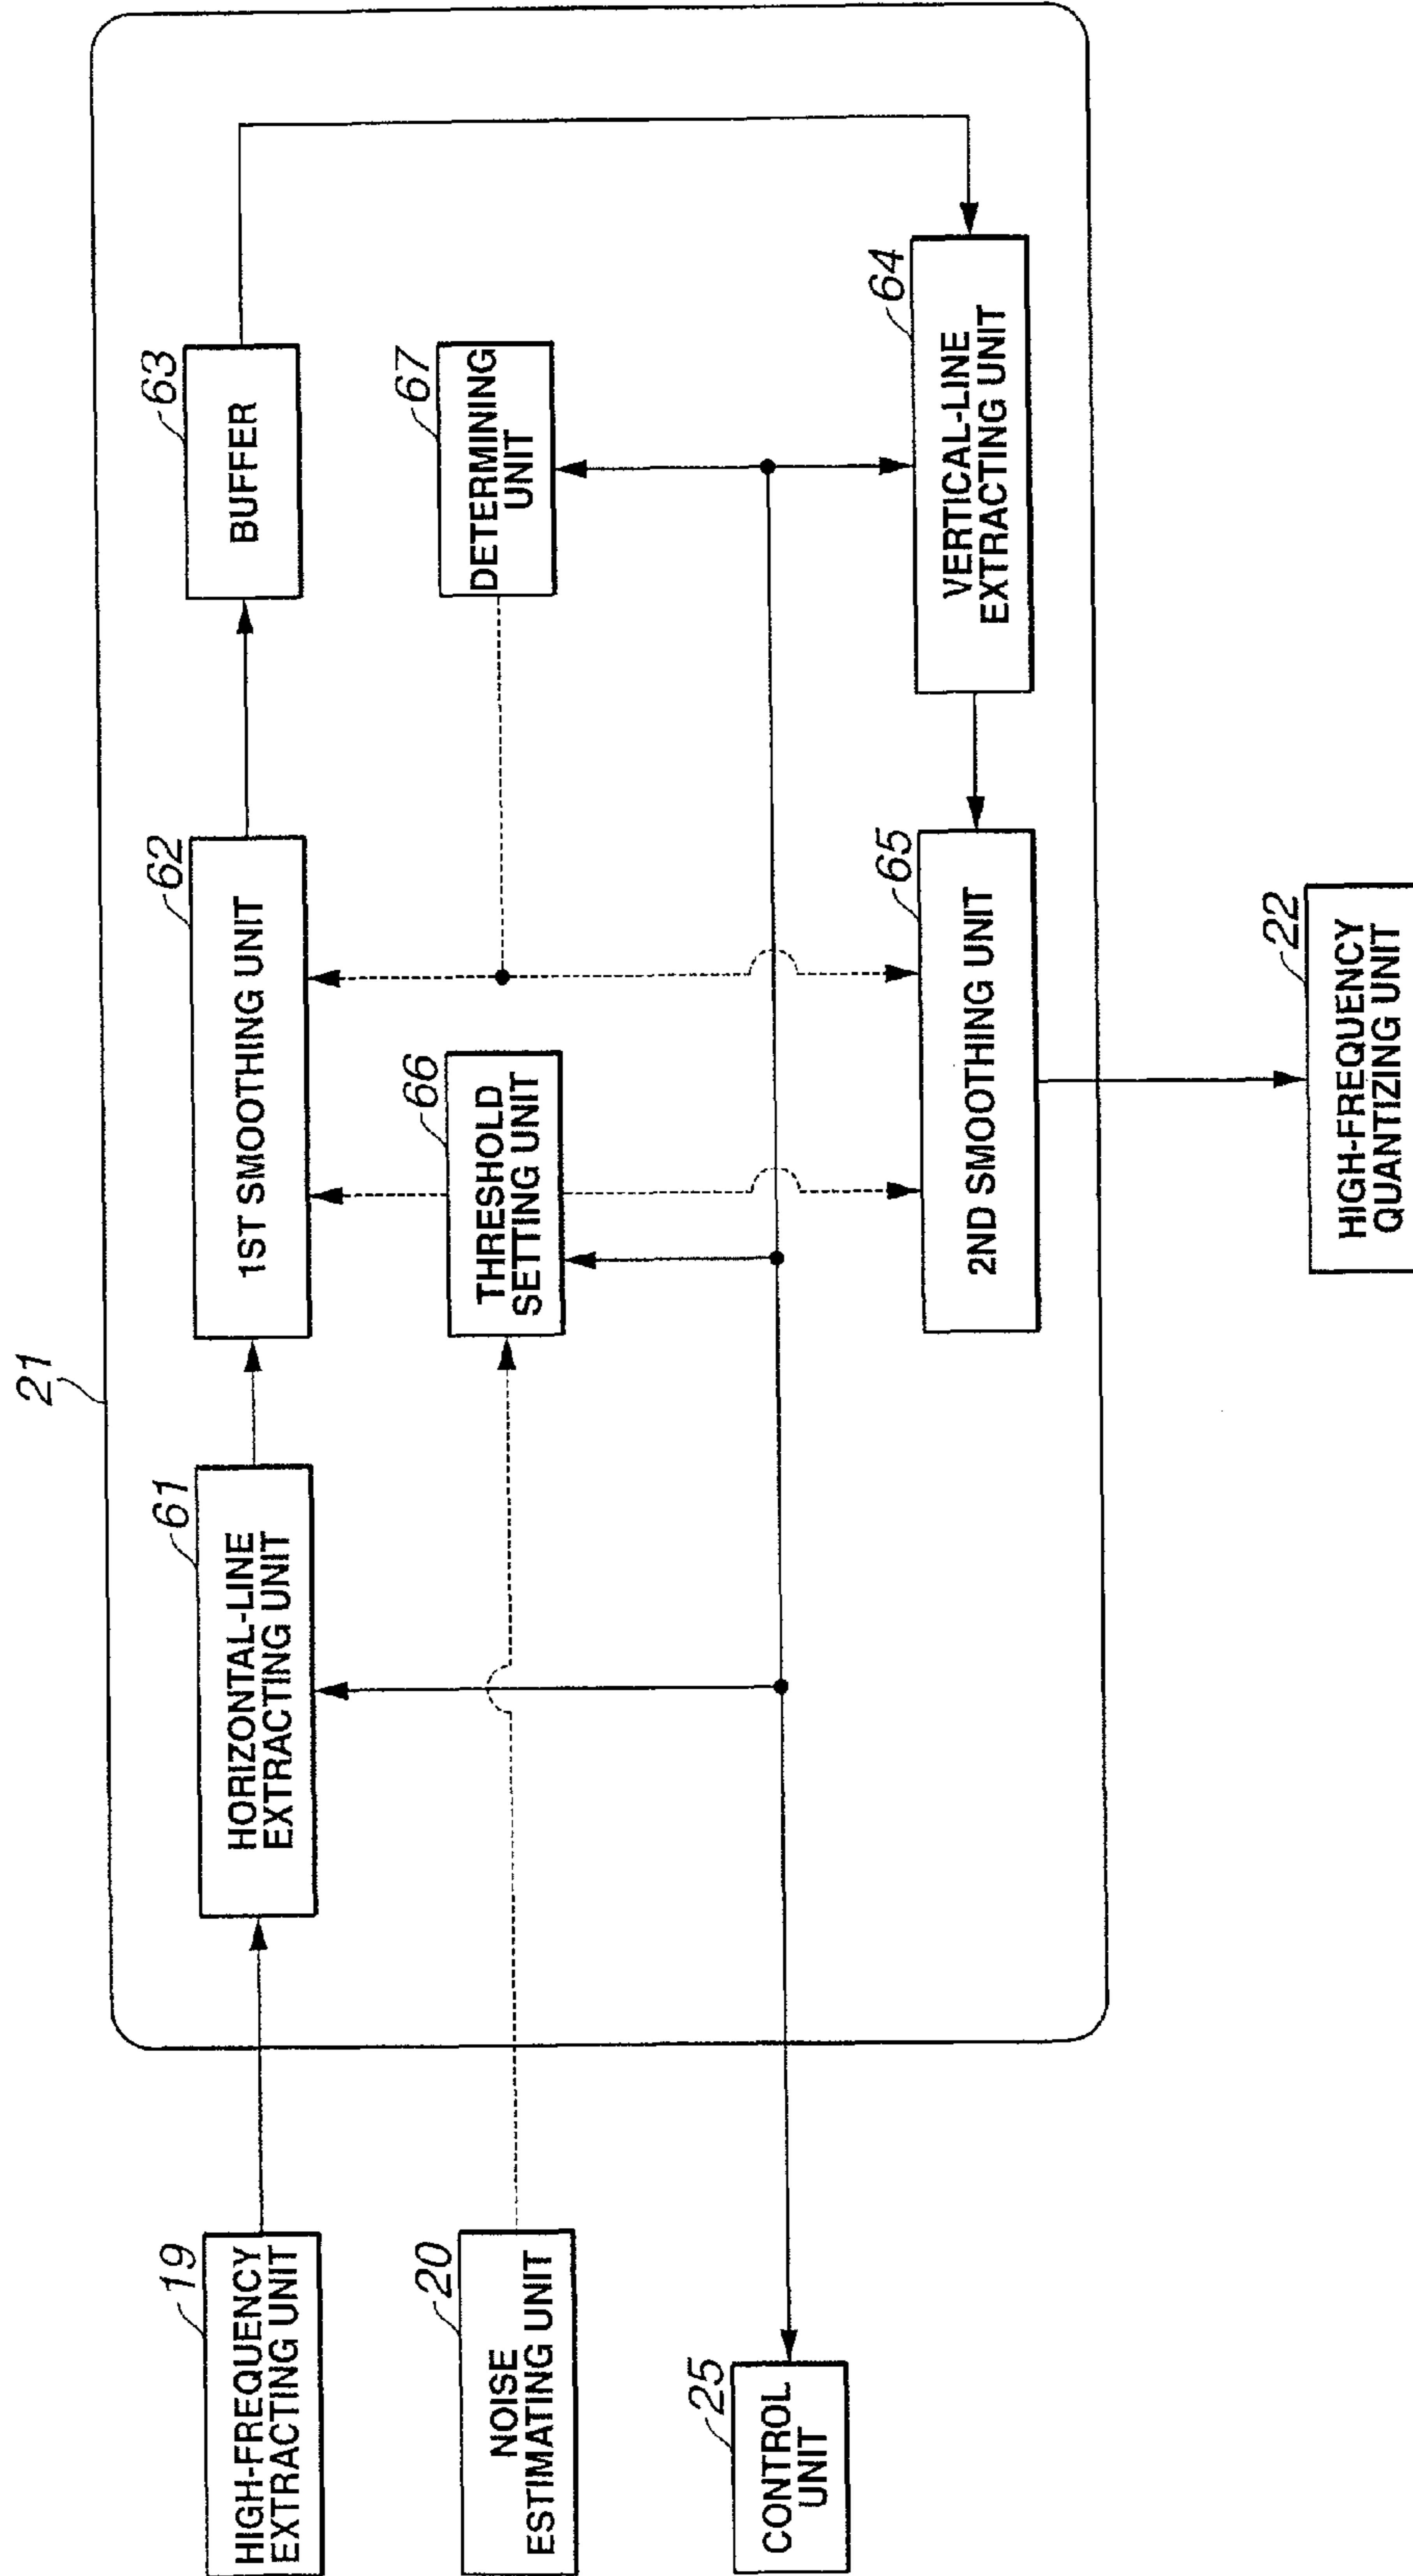 21
19
HIGH-FREQUENCY
EXTRACTING UNIT
61
HORIZONTAL-LINE
EXTRACTING UNIT
62
1ST SMOOTHING UNIT
63
BUFFER
20
NOISE
ESTIMATING UNIT
66
THRESHOLD
SETTING UNIT
67
DETERMINING
UNIT
25
CONTROL
UNIT
65
2ND SMOOTHING UNIT
64
VERTICAL-LINE
EXTRACTING UNIT
22
HIGH-FREQUENCY
QUANTIZING UNIT